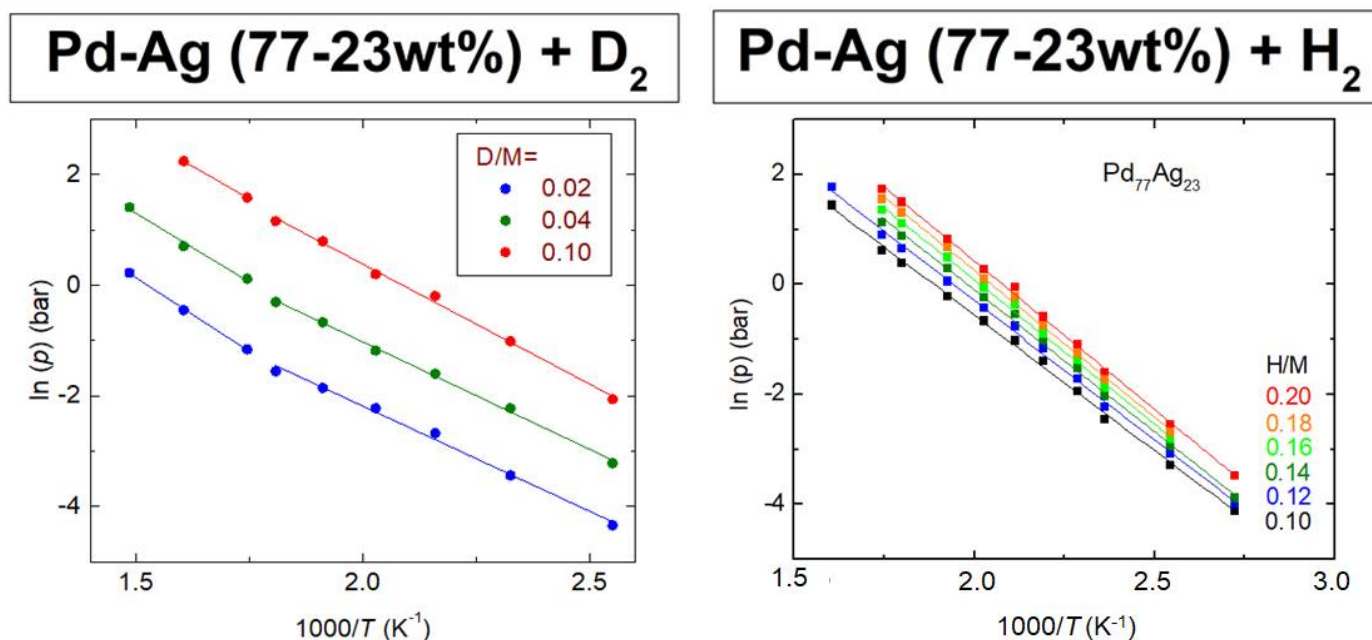 Pd-Ag (77-23wt%) + D₂
ln (p) (bar)
2
0
-2
-4
D/M=
0.02
0.04
0.10
1.5
2.0
2.5
1000/T (K⁻¹)
Pd-Ag (77-23wt%) + H₂
ln (p) (bar)
2
0
-2
-4
Pd₇₇Ag₂₃
H/M
0.20
0.18
0.16
0.14
0.12
0.10
1.5
2.0
2.5
3.0
1000/T (K⁻¹)